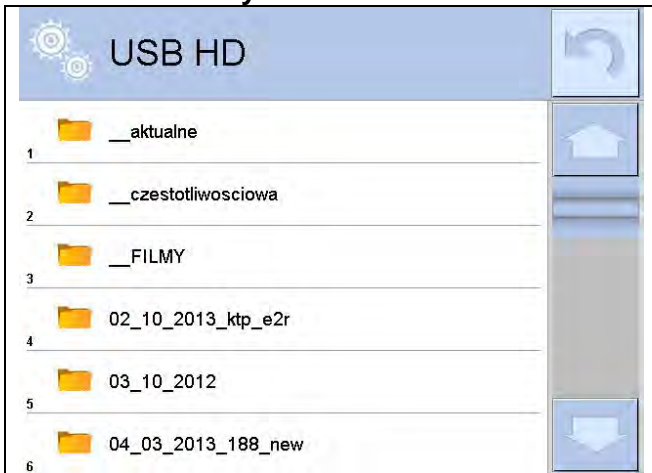 USB HD
__aktualne
1
__czestotliwosciowa
2
__FILMY
3
02_10_2013_ktp_e2r
4
03_10_2012
5
04_03_2013_188_new
6